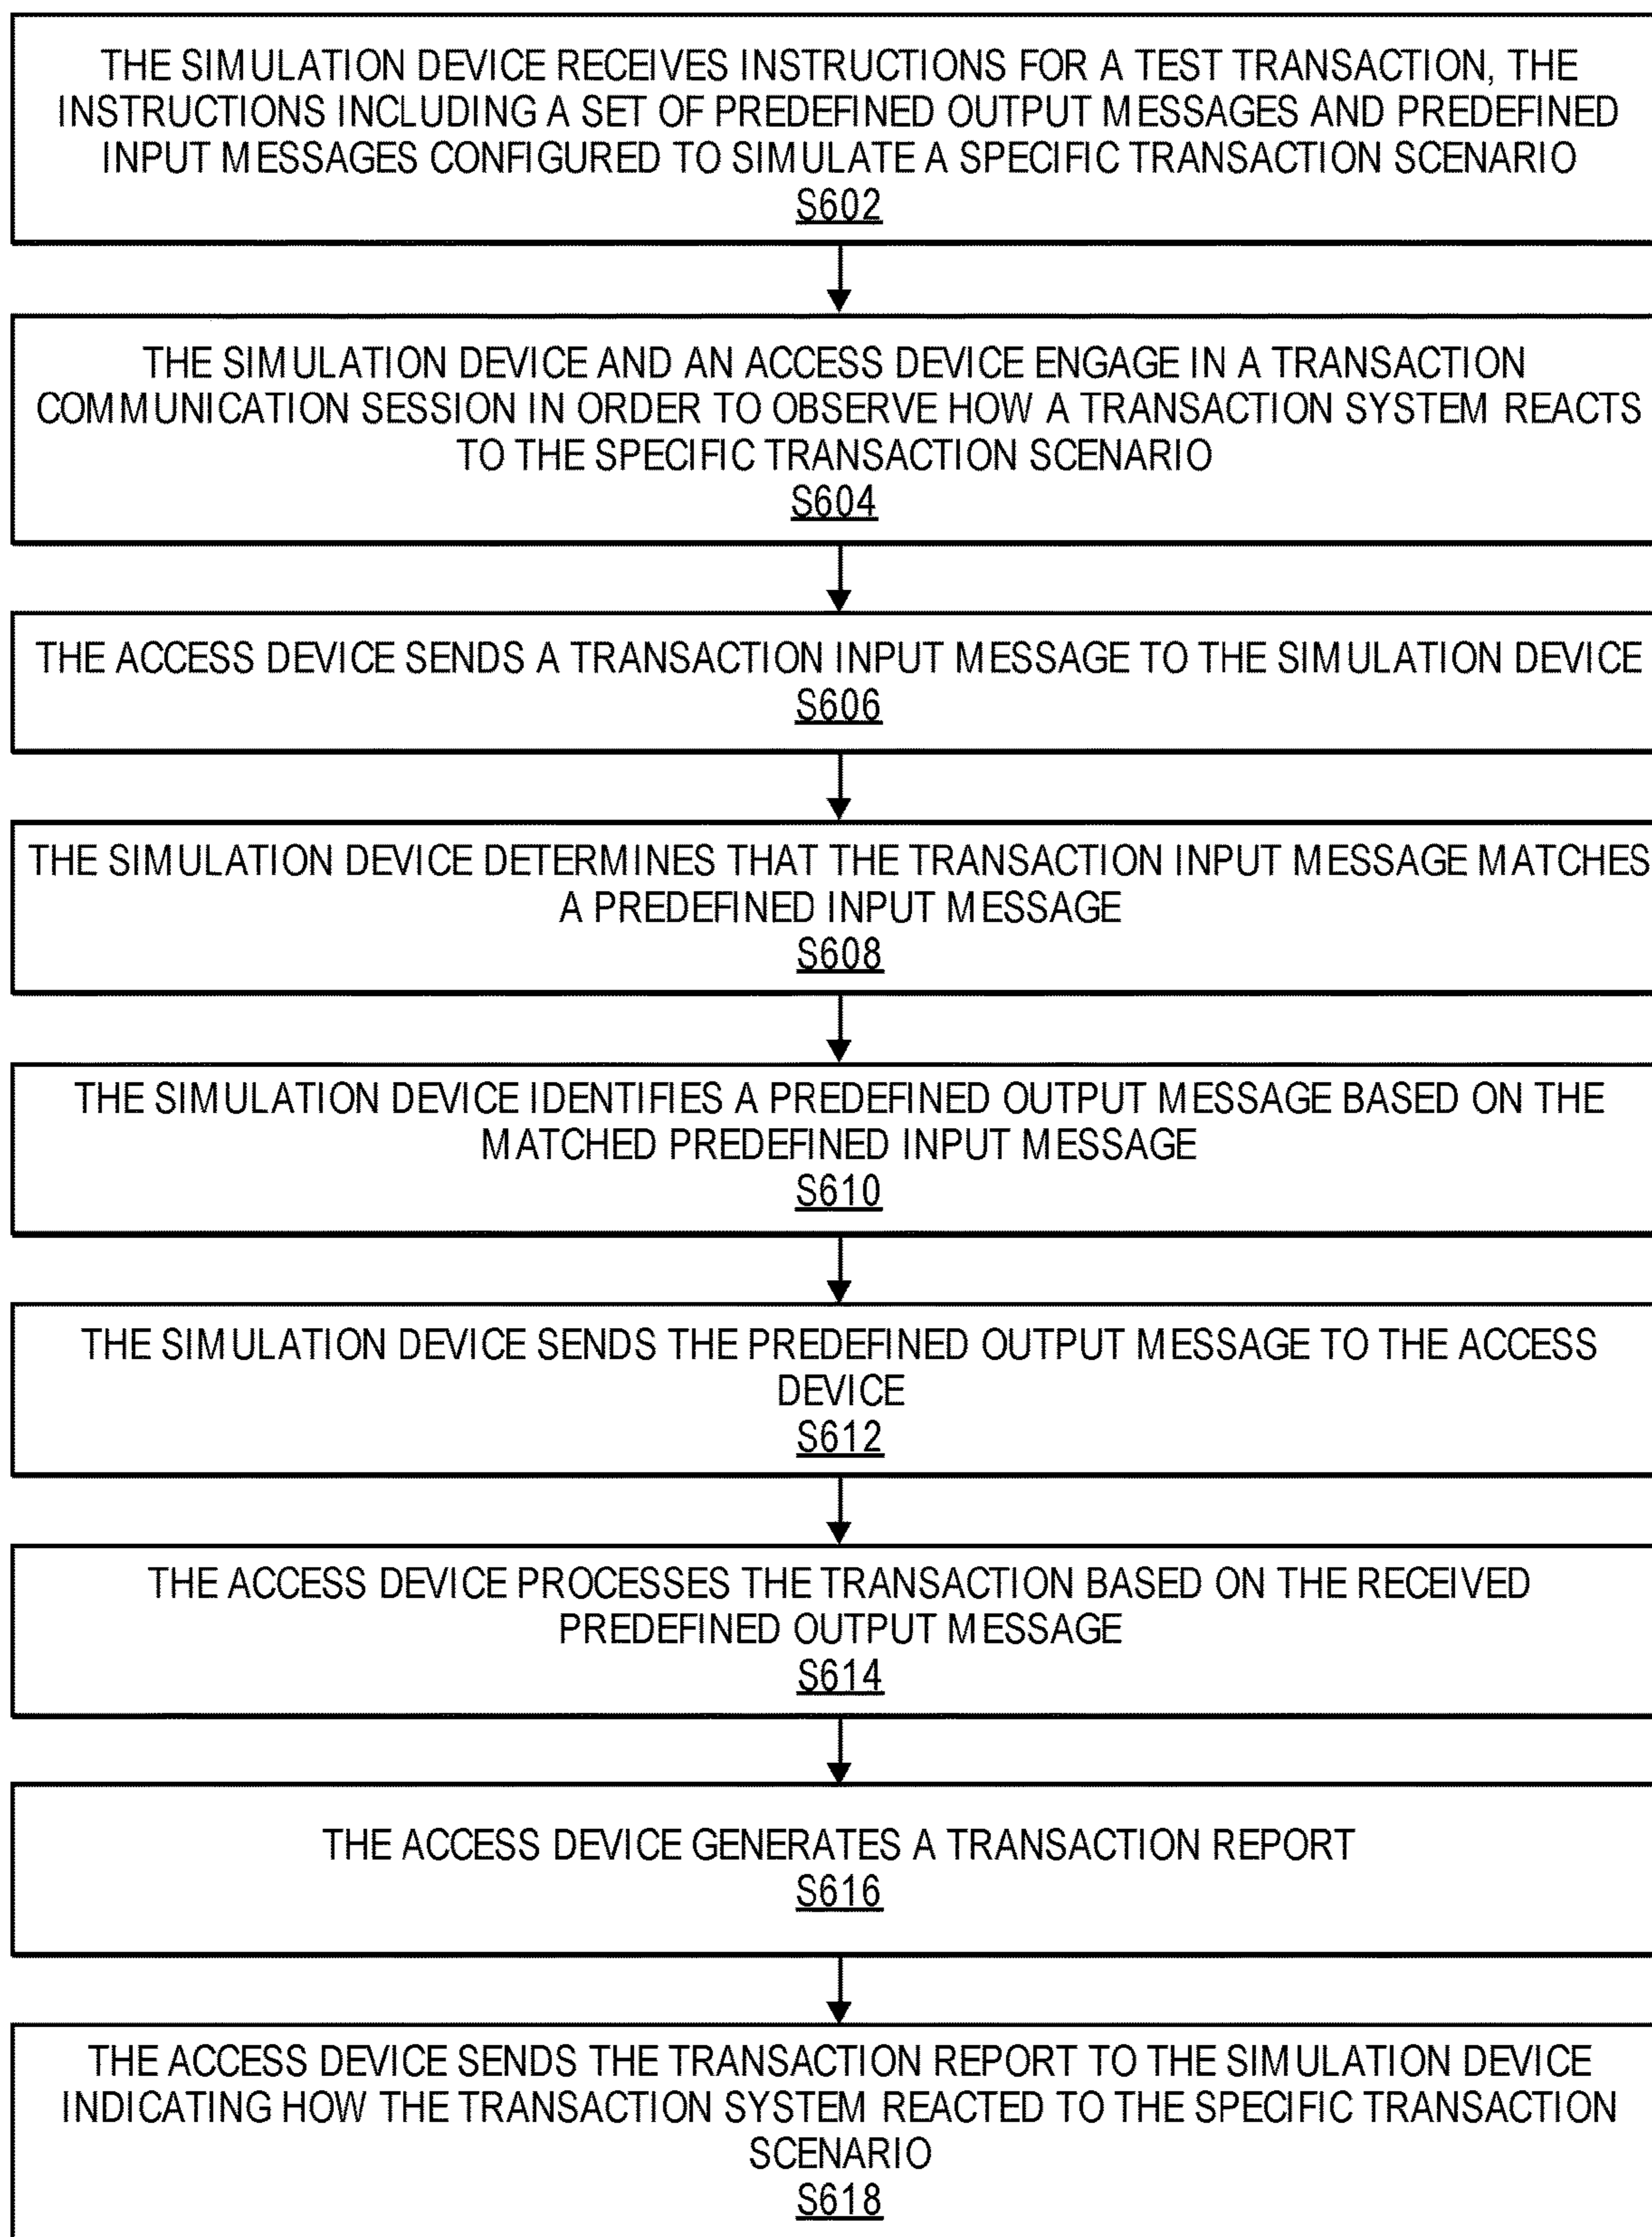 THE SIMULATION DEVICE RECEIVES INSTRUCTIONS FOR A TEST TRANSACTION, THE
INSTRUCTIONS INCLUDING A SET OF PREDEFINED OUTPUT MESSAGES AND PREDEFINED
INPUT MESSAGES CONFIGURED TO SIMULATE A SPECIFIC TRANSACTION SCENARIO
S602
THE SIMULATION DEVICE AND AN ACCESS DEVICE ENGAGE IN A TRANSACTION
COMMUNICATION SESSION IN ORDER TO OBSERVE HOW A TRANSACTION SYSTEM REACTS
TO THE SPECIFIC TRANSACTION SCENARIO
S604
THE ACCESS DEVICE SENDS A TRANSACTION INPUT MESSAGE TO THE SIMULATION DEVICE
S606
THE SIMULATION DEVICE DETERMINES THAT THE TRANSACTION INPUT MESSAGE MATCHES
A PREDEFINED INPUT MESSAGE
S608
THE SIMULATION DEVICE IDENTIFIES A PREDEFINED OUTPUT MESSAGE BASED ON THE
MATCHED PREDEFINED INPUT MESSAGE
S610
THE SIMULATION DEVICE SENDS THE PREDEFINED OUTPUT MESSAGE TO THE ACCESS
DEVICE
S612
THE ACCESS DEVICE PROCESSES THE TRANSACTION BASED ON THE RECEIVED
PREDEFINED OUTPUT MESSAGE
S614
THE ACCESS DEVICE GENERATES A TRANSACTION REPORT
S616
THE ACCESS DEVICE SENDS THE TRANSACTION REPORT TO THE SIMULATION DEVICE
INDICATING HOW THE TRANSACTION SYSTEM REACTED TO THE SPECIFIC TRANSACTION
SCENARIO
S618